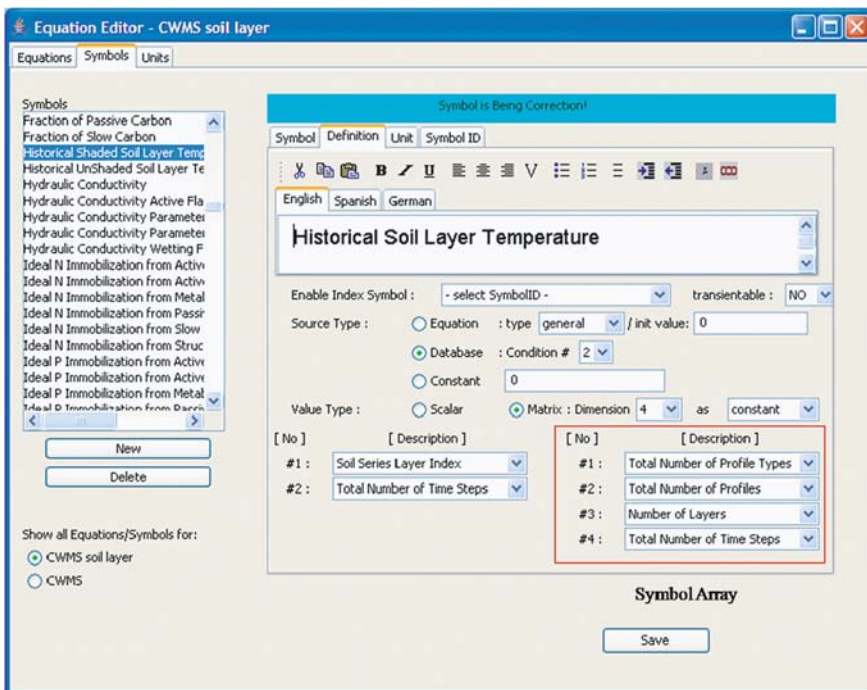 Equation Editor - CWMS soil layer
Equations Symbols Units
Symbols
Fraction of Passive Carbon
Fraction of Slow Carbon
Historical Shaded Soil Layer Temp
Historical UnShaded Soil Layer Te
Hydraulic Conductivity
Hydraulic Conductivity Active Fla
Hydraulic Conductivity Parameter
Hydraulic Conductivity Parameter
Hydraulic Conductivity Wetting F
Ideal N Immobilization from Active
Ideal N Immobilization from Active
Ideal N Immobilization from Metal
Ideal N Immobilization from Passiv
Ideal N Immobilization from Slow
Ideal N Immobilization from Struc
Ideal P Immobilization from Active
Ideal P Immobilization from Active
Ideal P Immobilization from Metal
Ideal P Immobilization from Passiv
New
Delete
Show all Equations/Symbols for:
CWMS soil layer
CWMS
Symbol is Being Correction!
Symbol Definition Unit Symbol ID
B I U
English Spanish German
Historical Soil Layer Temperature
Enable Index Symbol : - select SymbolID - transientable : NO
Source Type : Equation : type general / init value: 0
Database : Condition # 2
Constant 0
Value Type : Scalar Matrix : Dimension 4 as constant
[ No ] [ Description ]
#1 : Soil Series Layer Index
#2 : Total Number of Time Steps
[ No ] [ Description ]
#1 : Total Number of Profile Types
#2 : Total Number of Profiles
#3 : Number of Layers
#4 : Total Number of Time Steps
Symbol Array
Save